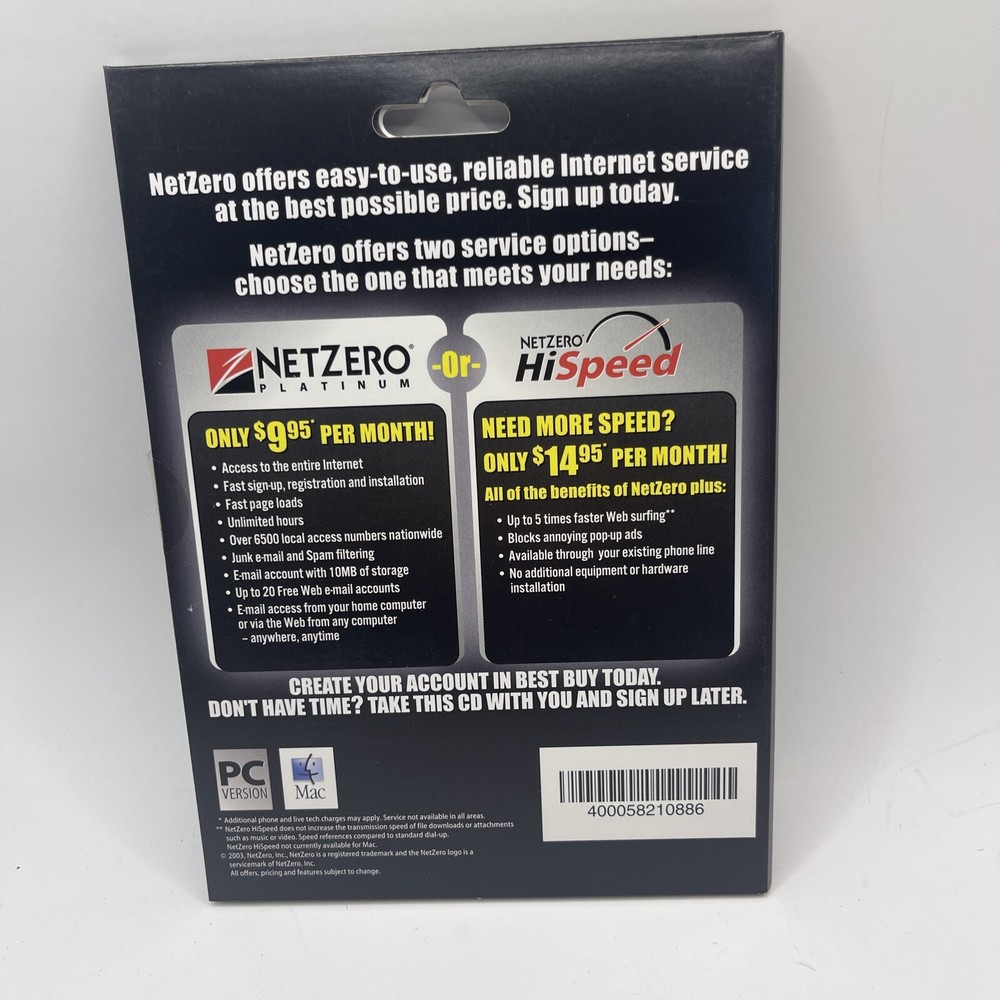 NetZero offers easy-to-use, reliable Internet service
at the best possible price. Sign up today.
NetZero offers two service options–
choose the one that meets your needs:
NETZERO®
PLATINUM
-Or-
NETZERO®
HiSpeed
ONLY $9.95* PER MONTH!
• Access to the entire Internet
• Fast sign-up, registration and installation
• Fast page loads
• Unlimited hours
• Over 6500 local access numbers nationwide
• Junk e-mail and Spam filtering
• E-mail account with 10MB of storage
• Up to 20 Free Web e-mail accounts
• E-mail access from your home computer
or via the Web from any computer
– anywhere, anytime
NEED MORE SPEED?
ONLY $14.95* PER MONTH!
All of the benefits of NetZero plus:
• Up to 5 times faster Web surfing**
• Blocks annoying pop-up ads
• Available through your existing phone line
• No additional equipment or hardware
installation
CREATE YOUR ACCOUNT IN BEST BUY TODAY.
DON'T HAVE TIME? TAKE THIS CD WITH YOU AND SIGN UP LATER.
PC
VERSION
Mac
400058210886
* Additional phone and live tech charges may apply. Service not available in all areas.
** NetZero HiSpeed does not increase the transmission speed of file downloads or attachments
such as music or video. Speed references compared to standard dial-up.
NetZero HiSpeed not currently available for Mac.
© 2003, NetZero, Inc., NetZero is a registered trademark and the NetZero logo is a
servicemark of NetZero, Inc.
All offers, pricing and features subject to change.